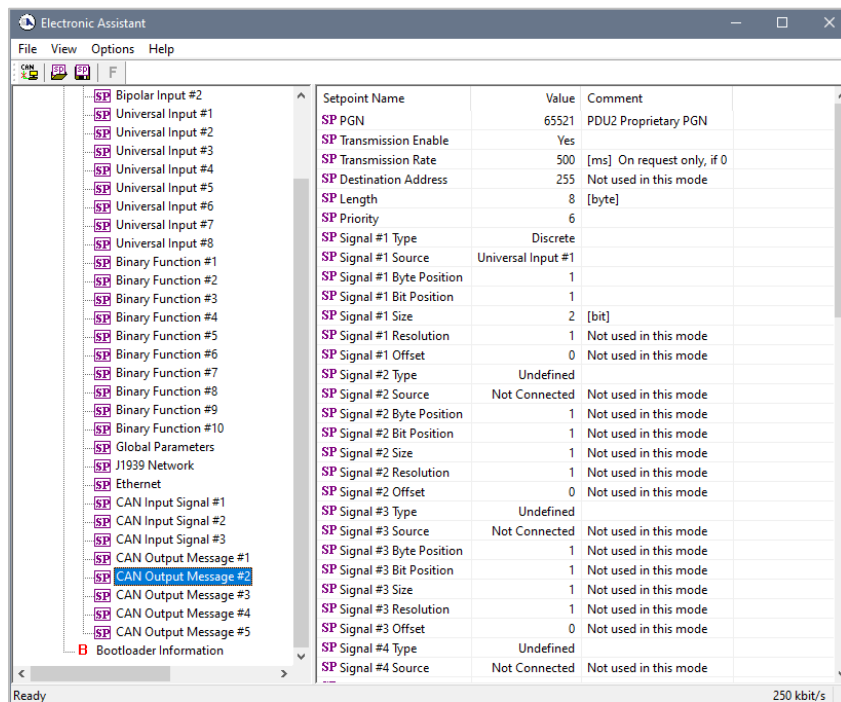 Electronic Assistant
File View Options Help
CAN SP SP F
SP Bipolar Input #2
SP Universal Input #1
SP Universal Input #2
SP Universal Input #3
SP Universal Input #4
SP Universal Input #5
SP Universal Input #6
SP Universal Input #7
SP Universal Input #8
SP Binary Function #1
SP Binary Function #2
SP Binary Function #3
SP Binary Function #4
SP Binary Function #5
SP Binary Function #6
SP Binary Function #7
SP Binary Function #8
SP Binary Function #9
SP Binary Function #10
SP Global Parameters
SP J1939 Network
SP Ethernet
SP CAN Input Signal #1
SP CAN Input Signal #2
SP CAN Input Signal #3
SP CAN Output Message #1
SP CAN Output Message #2
SP CAN Output Message #3
SP CAN Output Message #4
SP CAN Output Message #5
B Bootloader Information
Setpoint Name Value Comment
SP PGN 65521 PDU2 Proprietary PGN
SP Transmission Enable Yes
SP Transmission Rate 500 [ms] On request only, if 0
SP Destination Address 255 Not used in this mode
SP Length 8 [byte]
SP Priority 6
SP Signal #1 Type Discrete
SP Signal #1 Source Universal Input #1
SP Signal #1 Byte Position 1
SP Signal #1 Bit Position 1
SP Signal #1 Size 2 [bit]
SP Signal #1 Resolution 1 Not used in this mode
SP Signal #1 Offset 0 Not used in this mode
SP Signal #2 Type Undefined
SP Signal #2 Source Not Connected Not used in this mode
SP Signal #2 Byte Position 1 Not used in this mode
SP Signal #2 Bit Position 1 Not used in this mode
SP Signal #2 Size 1 Not used in this mode
SP Signal #2 Resolution 1 Not used in this mode
SP Signal #2 Offset 0 Not used in this mode
SP Signal #3 Type Undefined
SP Signal #3 Source Not Connected Not used in this mode
SP Signal #3 Byte Position 1 Not used in this mode
SP Signal #3 Bit Position 1 Not used in this mode
SP Signal #3 Size 1 Not used in this mode
SP Signal #3 Resolution 1 Not used in this mode
SP Signal #3 Offset 0 Not used in this mode
SP Signal #4 Type Undefined
SP Signal #4 Source Not Connected Not used in this mode
Ready 250 kbit/s